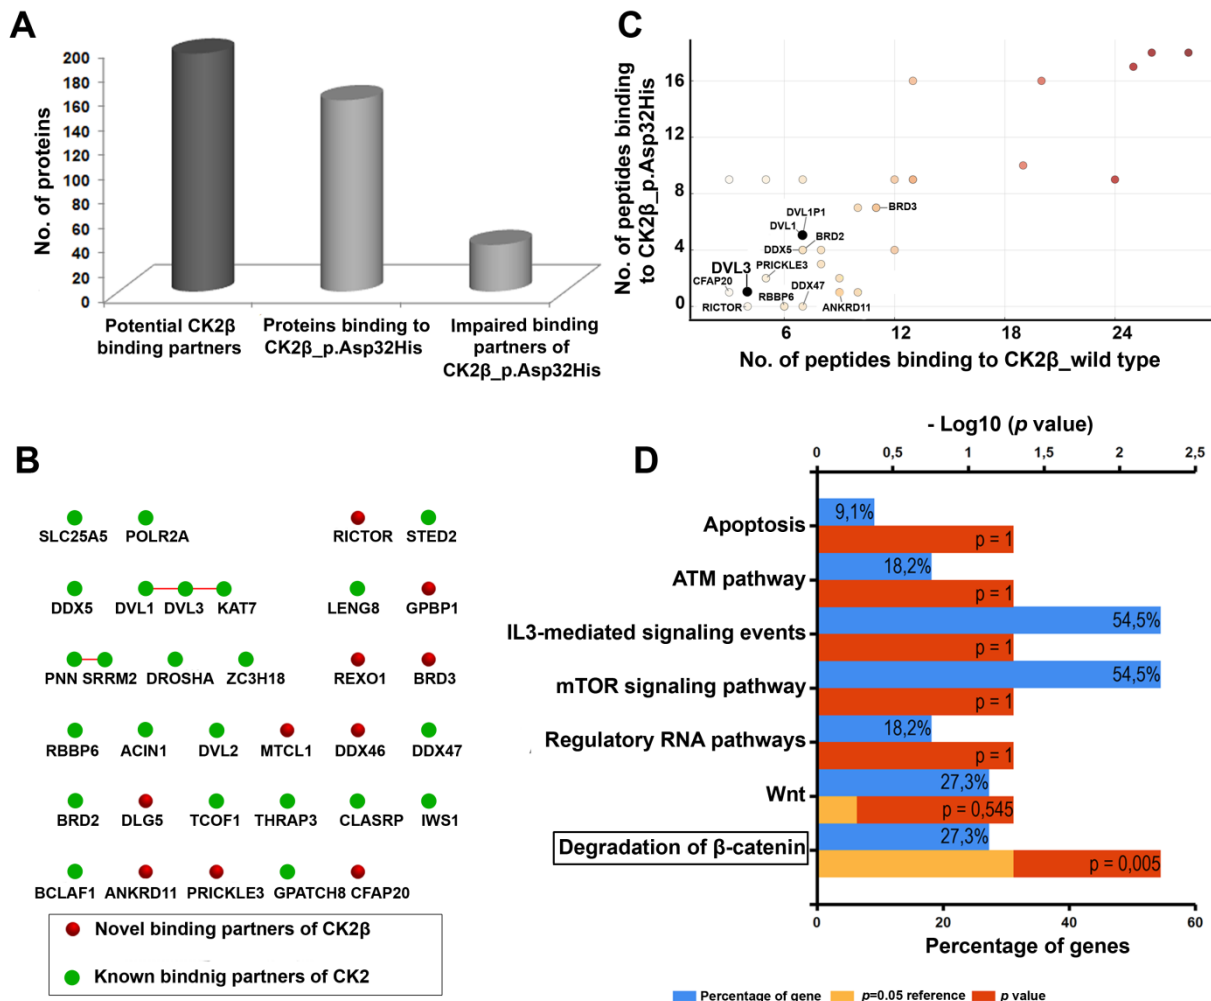 A
200
180
160
140
120
100
80
60
40
20
0
No. of proteins
Potential CK2β
binding partners
Proteins binding to
CK2β_p.Asp32His
Impaired binding
partners of
CK2β_p.Asp32His
C
No. of peptides binding
to CK2β_p.Asp32His
16
12
8
4
0
DVL1P1
DVL1
BRD3
BRD2
DDX5
PRICKLE3
DVL3
CFAP20
DDX47
RBBP6
RICTOR
ANKRD11
6
12
18
24
No. of peptides binding to CK2β_wild type
B
SLC25A5
POLR2A
RICTOR
STED2
DDX5
DVL1
DVL3
KAT7
LENG8
GPBP1
PNN
SRRM2
DROSHA
ZC3H18
REXO1
BRD3
RBBP6
ACIN1
DVL2
MTCL1
DDX46
DDX47
BRD2
DLG5
TCOF1
THRAP3
CLASRP
IWS1
BCLAF1
ANKRD11
PRICKLE3
GPATCH8
CFAP20
Novel binding partners of CK2β
Known bindnig partners of CK2
D
- Log10 (p value)
0
0,5
1
1,5
2
2,5
Apoptosis
9,1%
p = 1
ATM pathway
18,2%
p = 1
IL3-mediated signaling events
54,5%
p = 1
mTOR signaling pathway
54,5%
p = 1
Regulatory RNA pathways
18,2%
p = 1
Wnt
27,3%
p = 0,545
Degradation of β-catenin
27,3%
p = 0,005
0
20
40
60
Percentage of genes
Percentage of gene
p=0.05 reference
p value